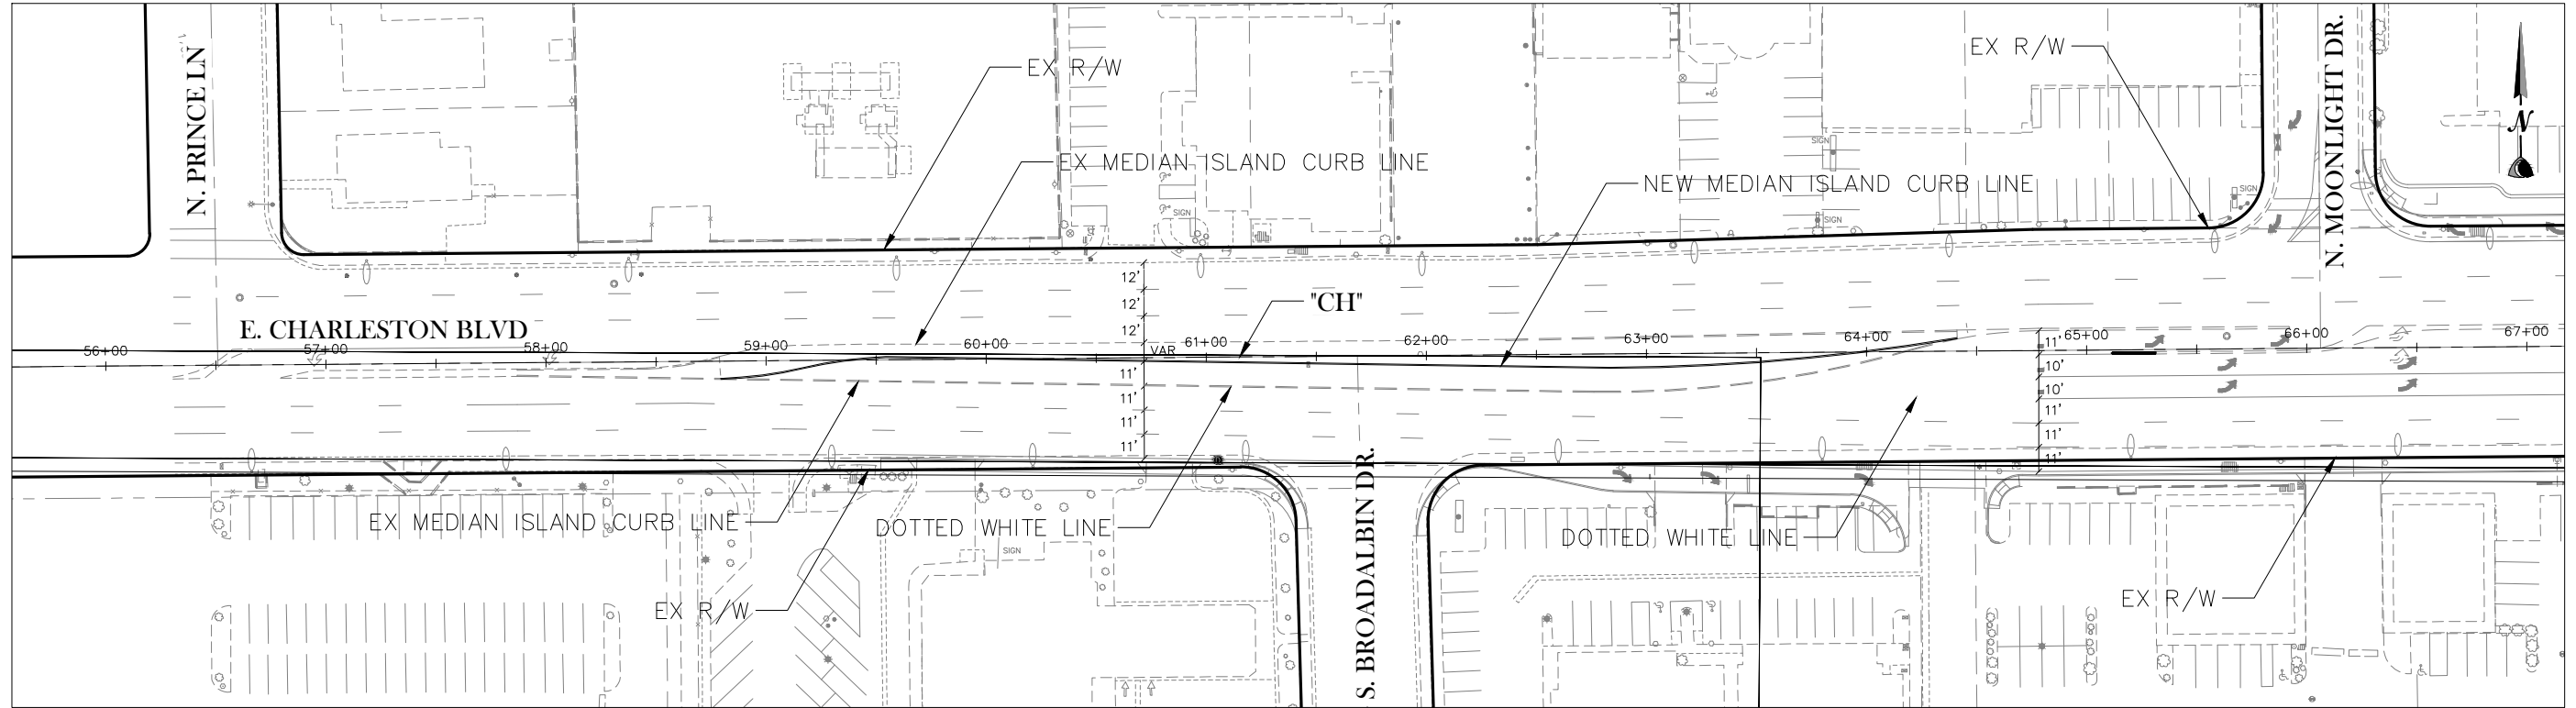 N. PRINCE LN
EX R/W
EX MEDIAN ISLAND CURB LINE
NEW MEDIAN ISLAND CURB LINE
EX R/W
N. MOONLIGHT DR.
N
SIGN
SIGN
SIGN
SIGN
12'
12'
12'
"CH"
E. CHARLESTON BLVD
56+00
57+00
58+00
59+00
60+00
VAR
61+00
62+00
63+00
64+00
65+00
66+00
67+00
11'
11'
11'
11'
11'
10'
10'
11'
11'
11'
EX MEDIAN ISLAND CURB LINE
DOTTED WHITE LINE
SIGN
S. BROADALBIN DR.
DOTTED WHITE LINE
EX R/W
EX R/W